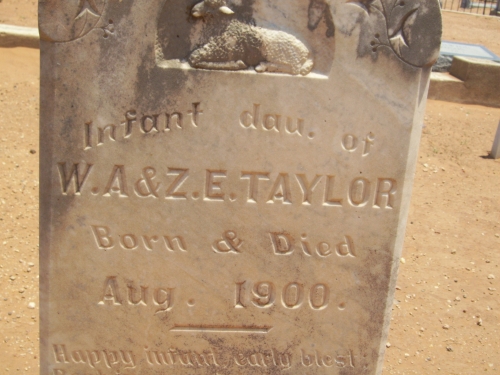 Infant dau. of
W.A & Z.E. TAYLOR
Born & Died
Aug. 1900.
Happy infant, early blest;